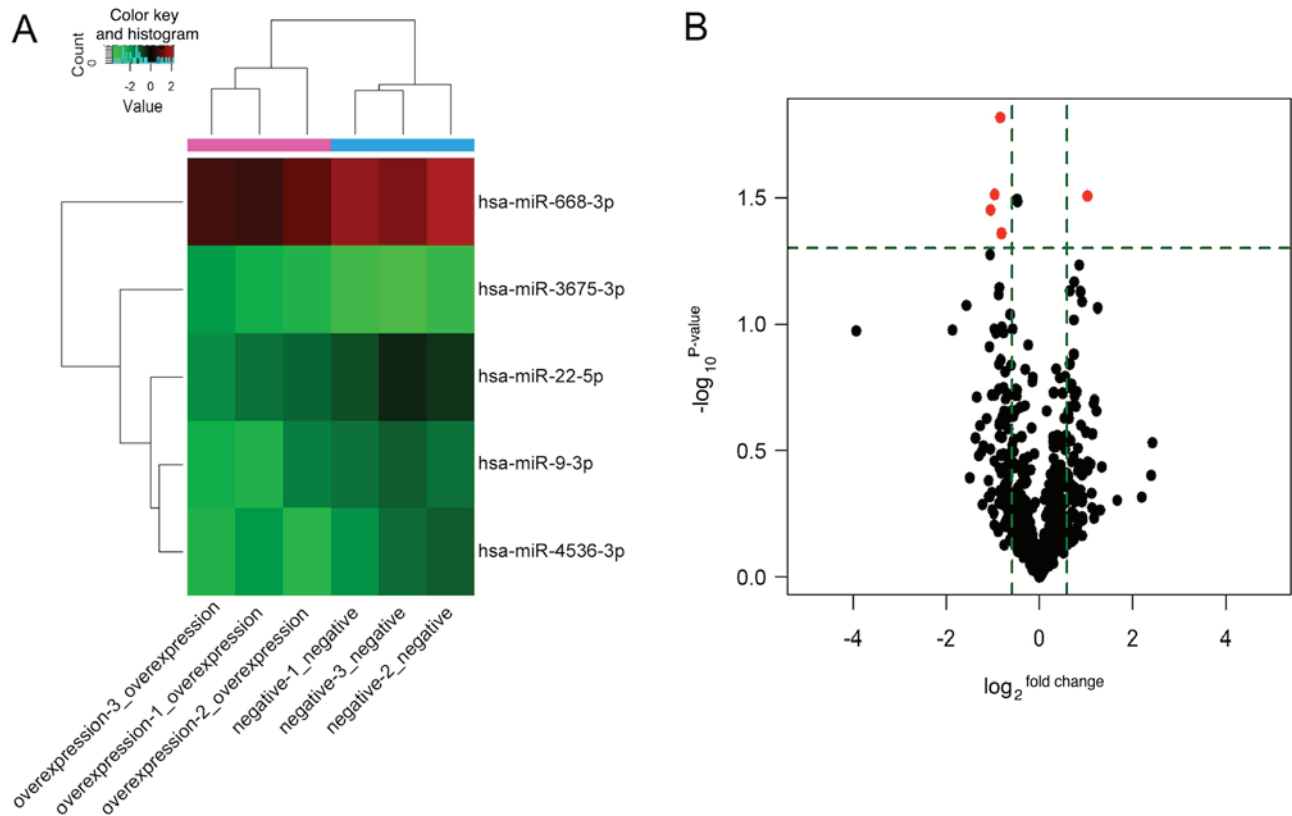 A
Color key
and histogram
Count
0
-2 0 2
Value
hsa-miR-668-3p
hsa-miR-3675-3p
hsa-miR-22-5p
hsa-miR-9-3p
hsa-miR-4536-3p
overexpression-3_overexpression
overexpression-1_overexpression
overexpression-2_overexpression
negative-1_negative
negative-3_negative
negative-2_negative
B
-log10 P-value
1.5
1.0
0.5
0.0
-4 -2 0 2 4
log2 fold change